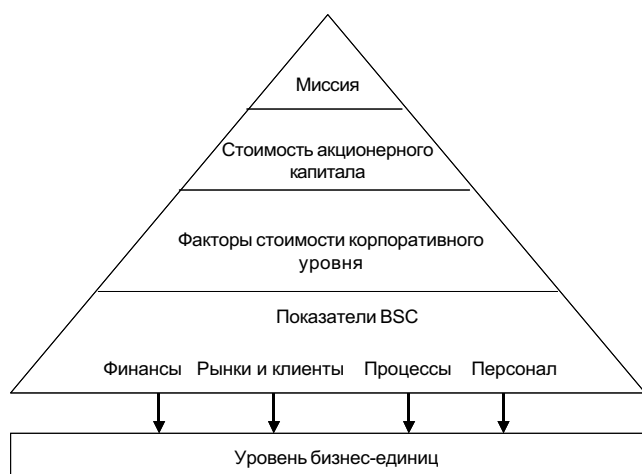 Миссия
Стоимость акционерного
капитала
Факторы стоимости корпоративного
уровня
Показатели BSC
Финансы Рынки и клиенты Процессы Персонал
Уровень бизнес-единиц